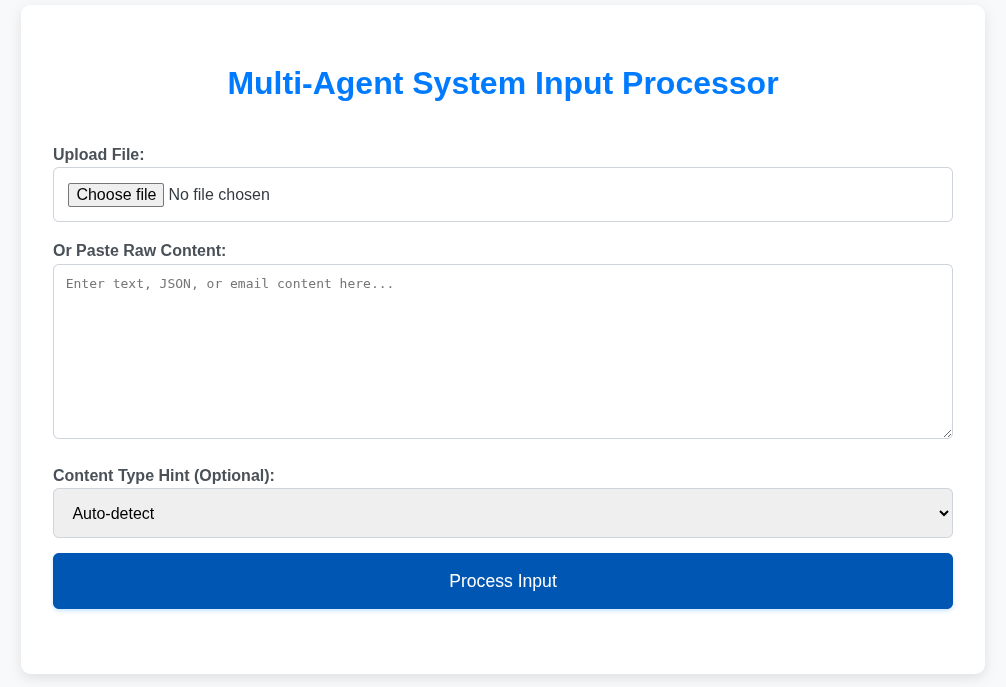 Multi-Agent System Input Processor
Upload File:
Choose file No file chosen
Or Paste Raw Content:
Enter text, JSON, or email content here...
Content Type Hint (Optional):
Auto-detect
Process Input